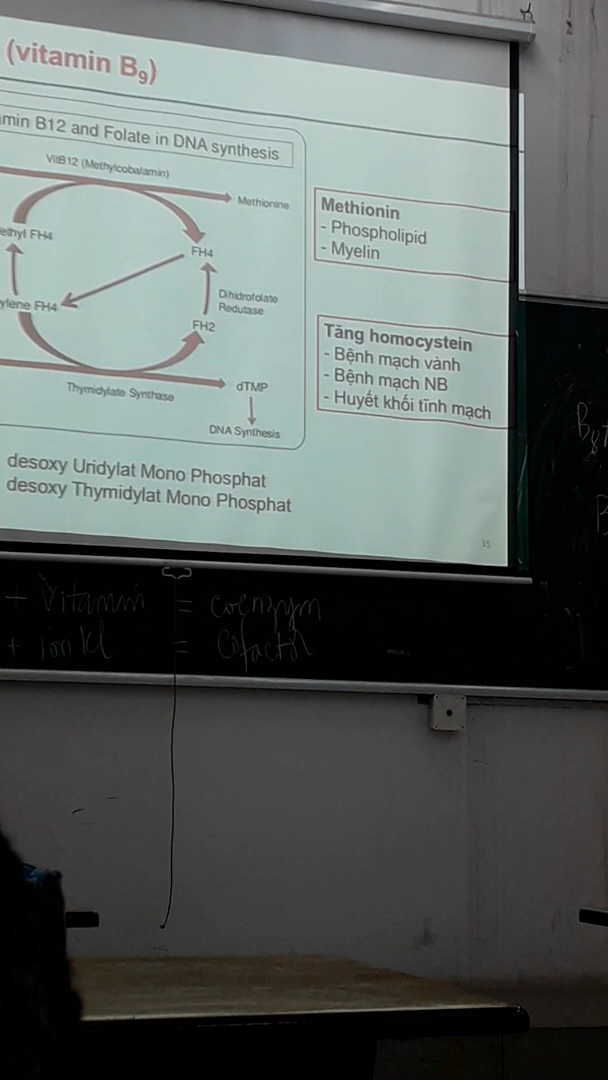 (vitamin B₉)
min B12 and Folate in DNA synthesis
VitB12 (Methylcobalamin)
Methionine
ethyl FH4
FH4
ylene FH4
Dihidrofolate
Redutase
FH2
Thymidylate Synthase
dTMP
DNA Synthesis
Methionin
- Phospholipid
- Myelin
Tăng homocystein
- Bệnh mạch vành
- Bệnh mạch NB
- Huyết khối tĩnh mạch
desoxy Uridylat Mono Phosphat
desoxy Thymidylat Mono Phosphat
35
+ Vitamin = coenzym
+ ion kl = Cofactor